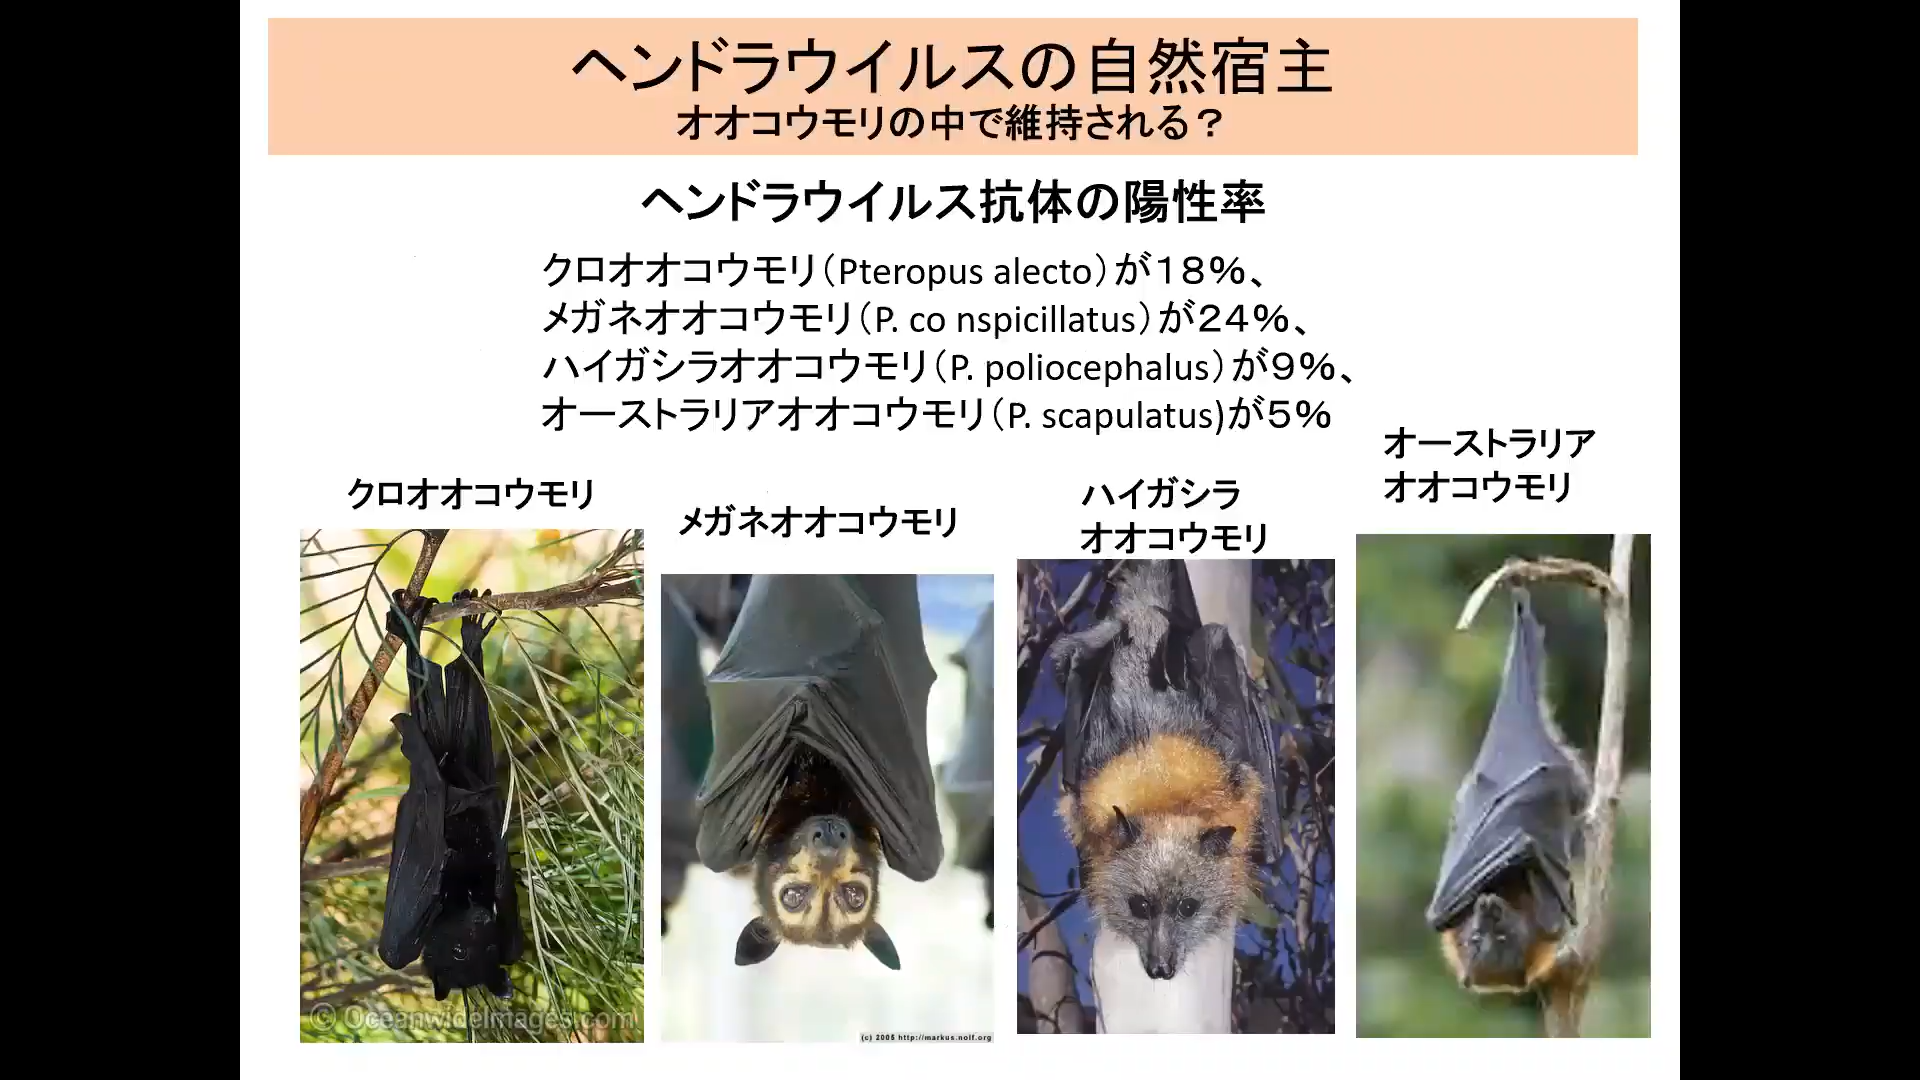 ヘンドラウイルスの自然宿主
オオコウモリの中で維持される？
ヘンドラウイルス抗体の陽性率
クロオオコウモリ（Pteropus alecto）が１８％、
メガネオオコウモリ（P. co nspicillatus）が２４％、
ハイガシラオオコウモリ（P. poliocephalus）が９％、
オーストラリアオオコウモリ（P. scapulatus)が５％
クロオオコウモリ
メガネオオコウモリ
ハイガシラ
オオコウモリ
オーストラリア
オオコウモリ
© OceanwideImages.com
(c) 2005 http://markus.nolf.org